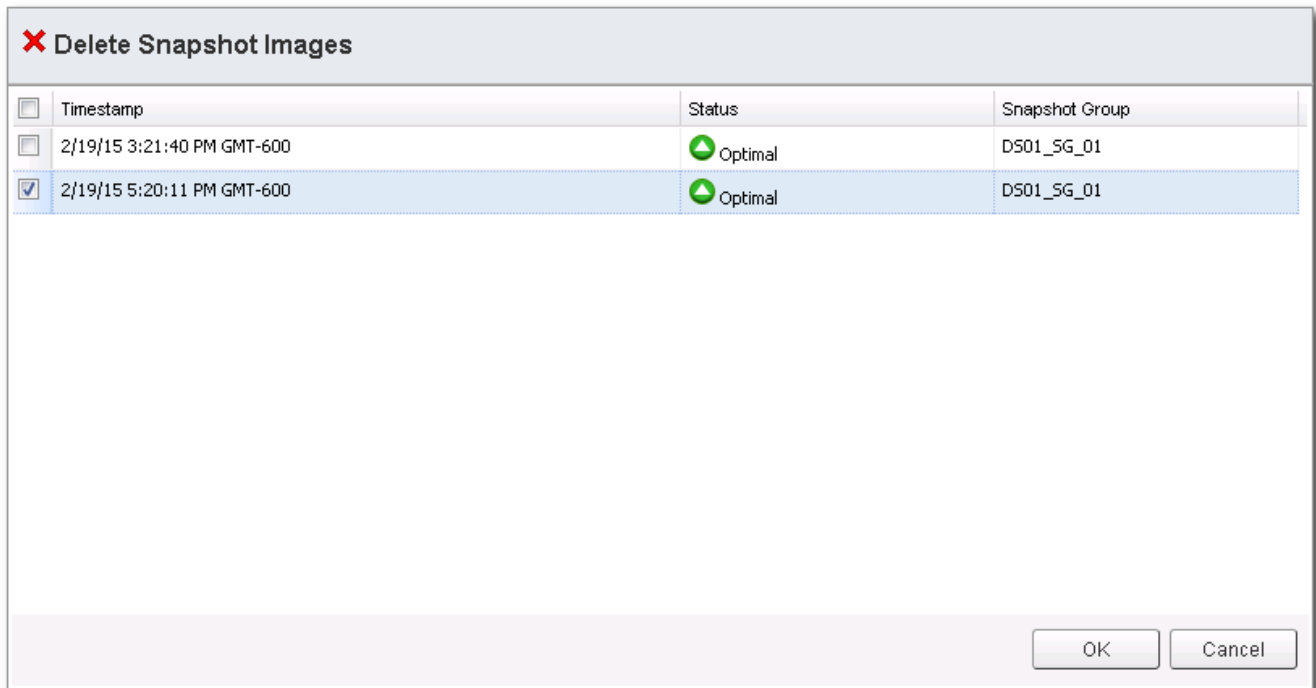 Delete Snapshot Images
Timestamp Status Snapshot Group
2/19/15 3:21:40 PM GMT-600 Optimal DS01_SG_01
2/19/15 5:20:11 PM GMT-600 Optimal DS01_SG_01
OK Cancel